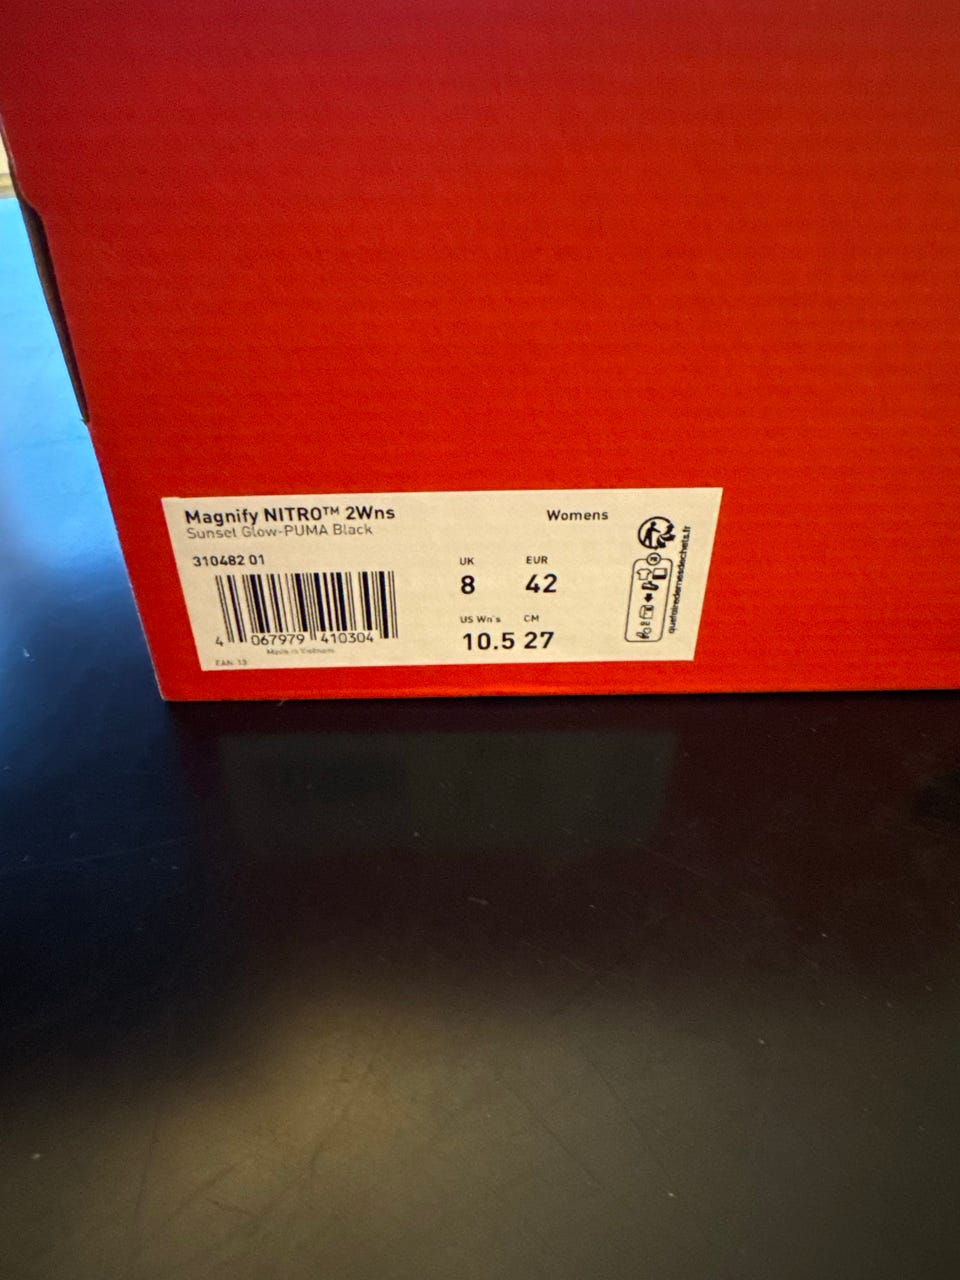 Magnify NITRO™ 2Wns
Womens
Sunset Glow-PUMA Black
310482 01
UK EUR
8 42
US Wn's CM
10.5 27
4 067979 410304
Made in Vietnam
EAN 13
FR
quefairedemesdechets.fr